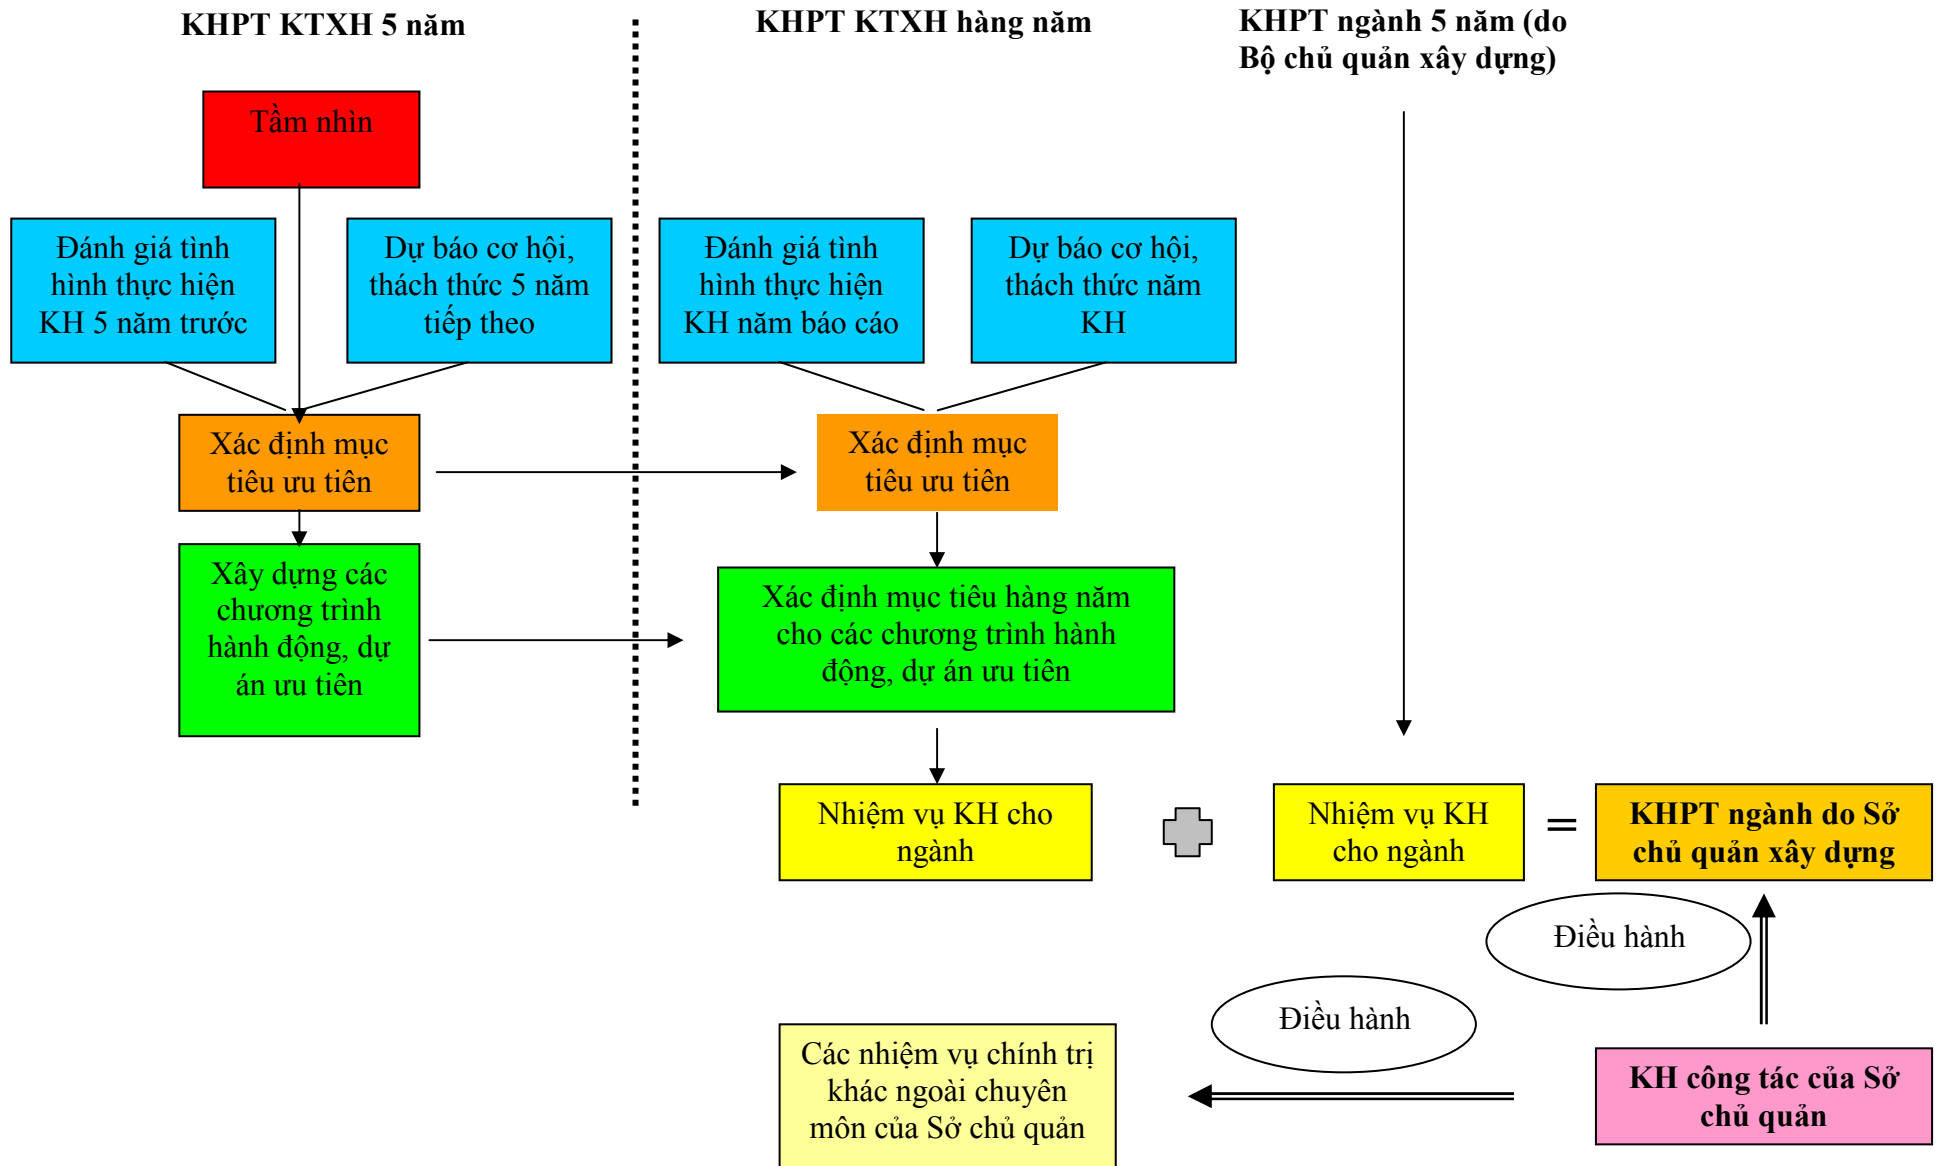 KHPT KTXH 5 năm
KHPT KTXH hàng năm
KHPT ngành 5 năm (do
Bộ chủ quản xây dựng)
Tầm nhìn
Đánh giá tình
hình thực hiện
KH 5 năm trước
Dự báo cơ hội,
thách thức 5 năm
tiếp theo
Đánh giá tình
hình thực hiện
KH năm báo cáo
Dự báo cơ hội,
thách thức năm
KH
Xác định mục
tiêu ưu tiên
Xác định mục
tiêu ưu tiên
Xây dựng các
chương trình
hành động, dự
án ưu tiên
Xác định mục tiêu hàng năm
cho các chương trình hành
động, dự án ưu tiên
Nhiệm vụ KH cho
ngành
Nhiệm vụ KH
cho ngành
=
KHPT ngành do Sở
chủ quản xây dựng
Điều hành
Điều hành
Các nhiệm vụ chính trị
khác ngoài chuyên
môn của Sở chủ quản
KH công tác của Sở
chủ quản